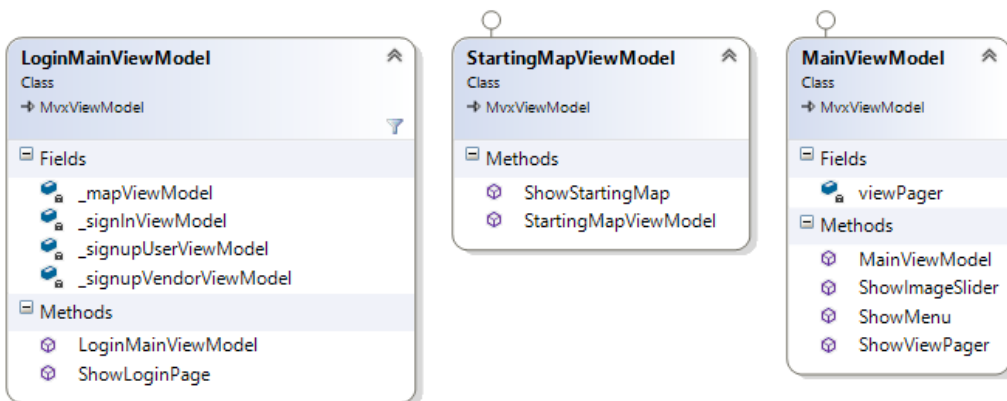 LoginMainViewModel
Class
MvxViewModel
Fields
_mapViewModel
_signInViewModel
_signupUserViewModel
_signupVendorViewModel
Methods
LoginMainViewModel
ShowLoginPage
StartingMapViewModel
Class
MvxViewModel
Methods
ShowStartingMap
StartingMapViewModel
MainViewModel
Class
MvxViewModel
Fields
viewPager
Methods
MainViewModel
ShowImageSlider
ShowMenu
ShowViewPager